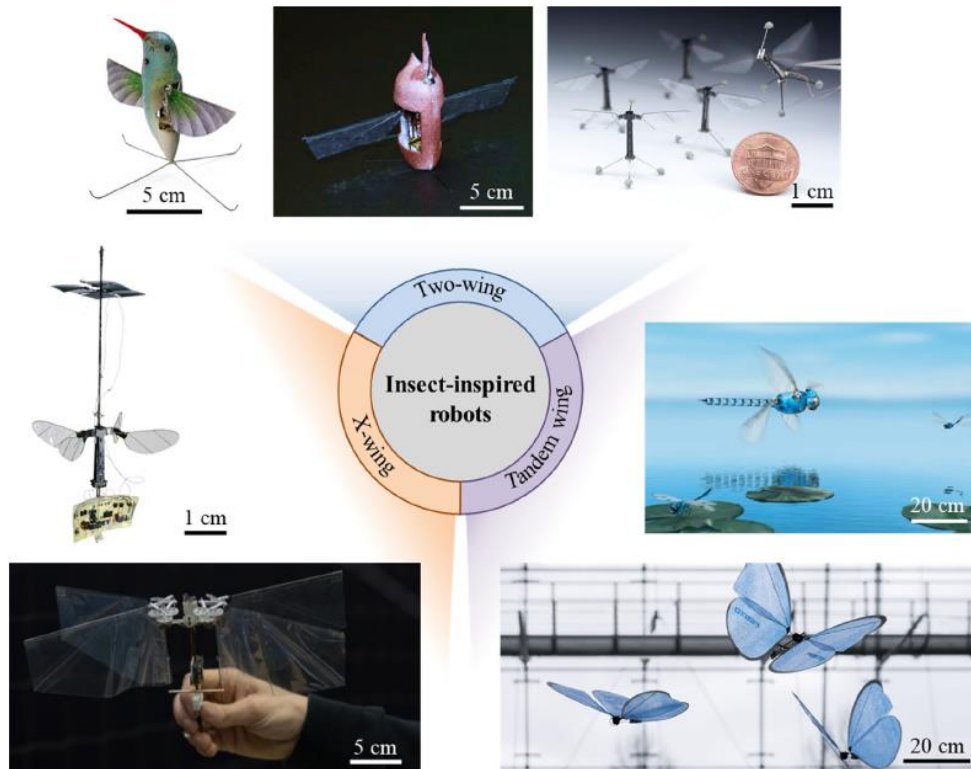 5 cm
5 cm
1 cm
Two-wing
Insect-inspired
robots
X-wing
Tandem wing
1 cm
20 cm
5 cm
20 cm